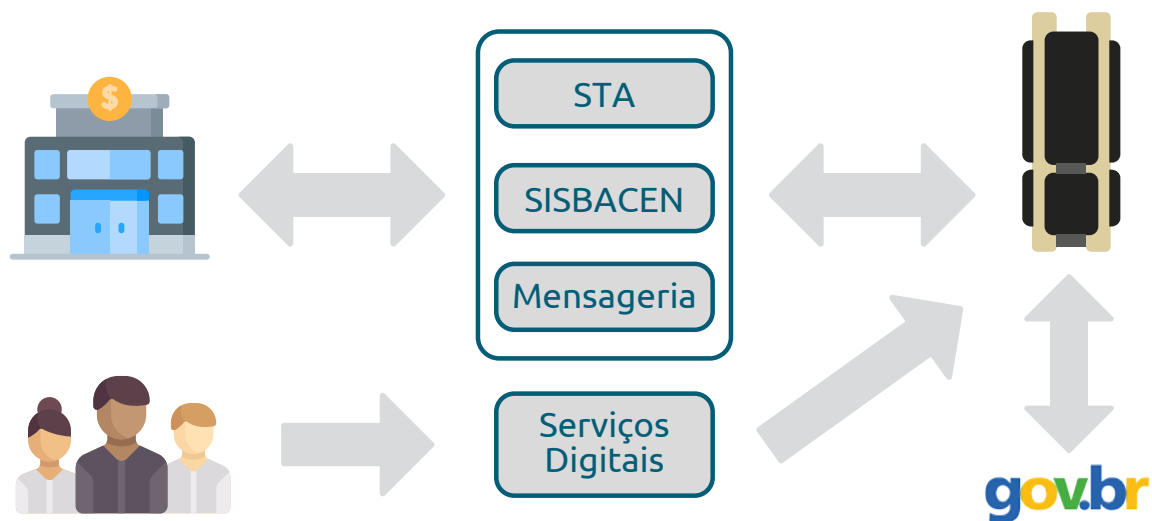 $
STA
SISBACEN
Mensageria
Serviços
Digitais
gov.br